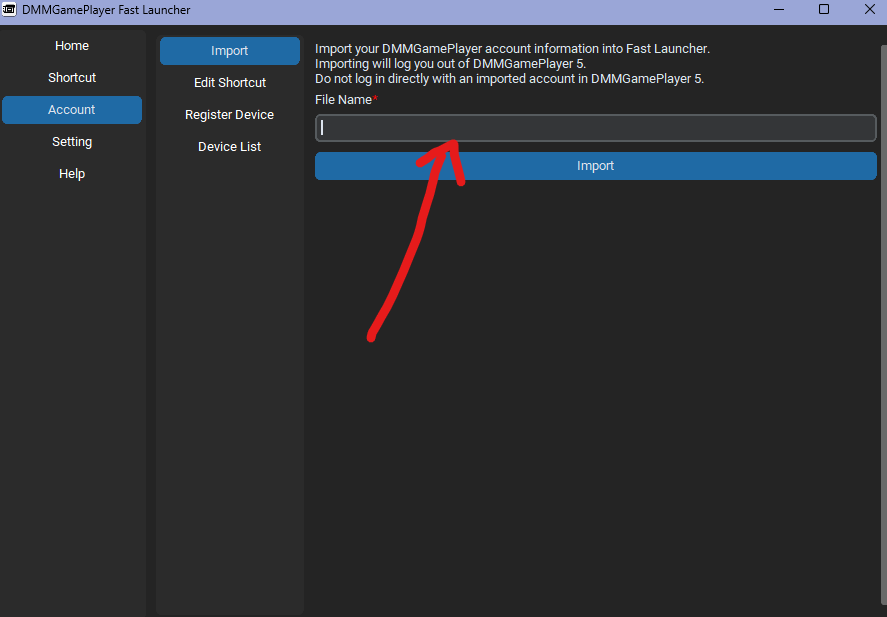 DMMGamePlayer Fast Launcher
Home
Shortcut
Account
Setting
Help
Import
Edit Shortcut
Register Device
Device List
Import your DMMGamePlayer account information into Fast Launcher.
Importing will log you out of DMMGamePlayer 5.
Do not log in directly with an imported account in DMMGamePlayer 5.
File Name*
Import